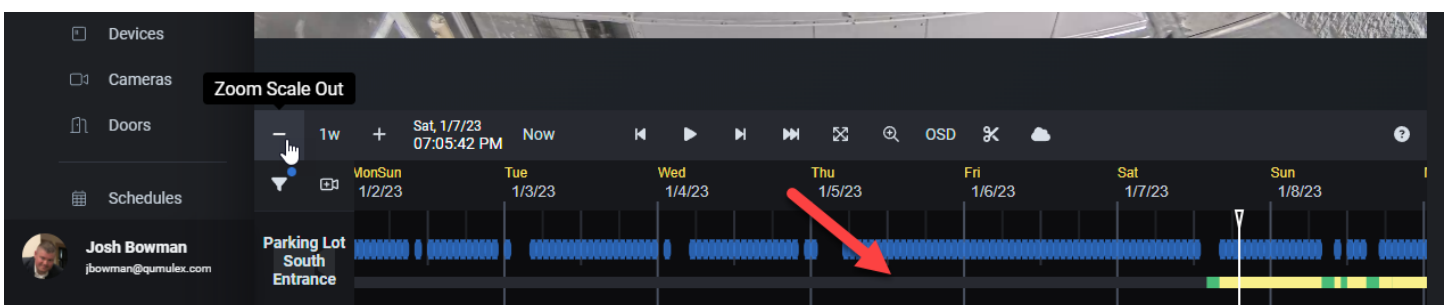 Devices
Cameras
Doors
Schedules
Josh Bowman
jbowman@qumulex.com
Zoom Scale Out
1w
Sat, 1/7/23
07:05:42 PM
Now
OSD
?
MonSun
1/2/23
Tue
1/3/23
Wed
1/4/23
Thu
1/5/23
Fri
1/6/23
Sat
1/7/23
Sun
1/8/23
Parking Lot
South
Entrance